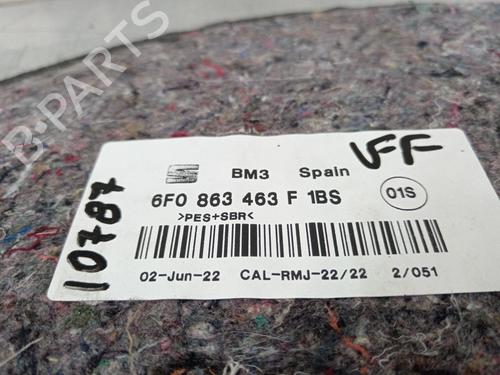 B-PARTS
BM3 Spain
VFF
6F0 863 463 F 1BS
01S
>PES+SBR<
02-Jun-22 CAL-RMJ-22/22 2/051
10787